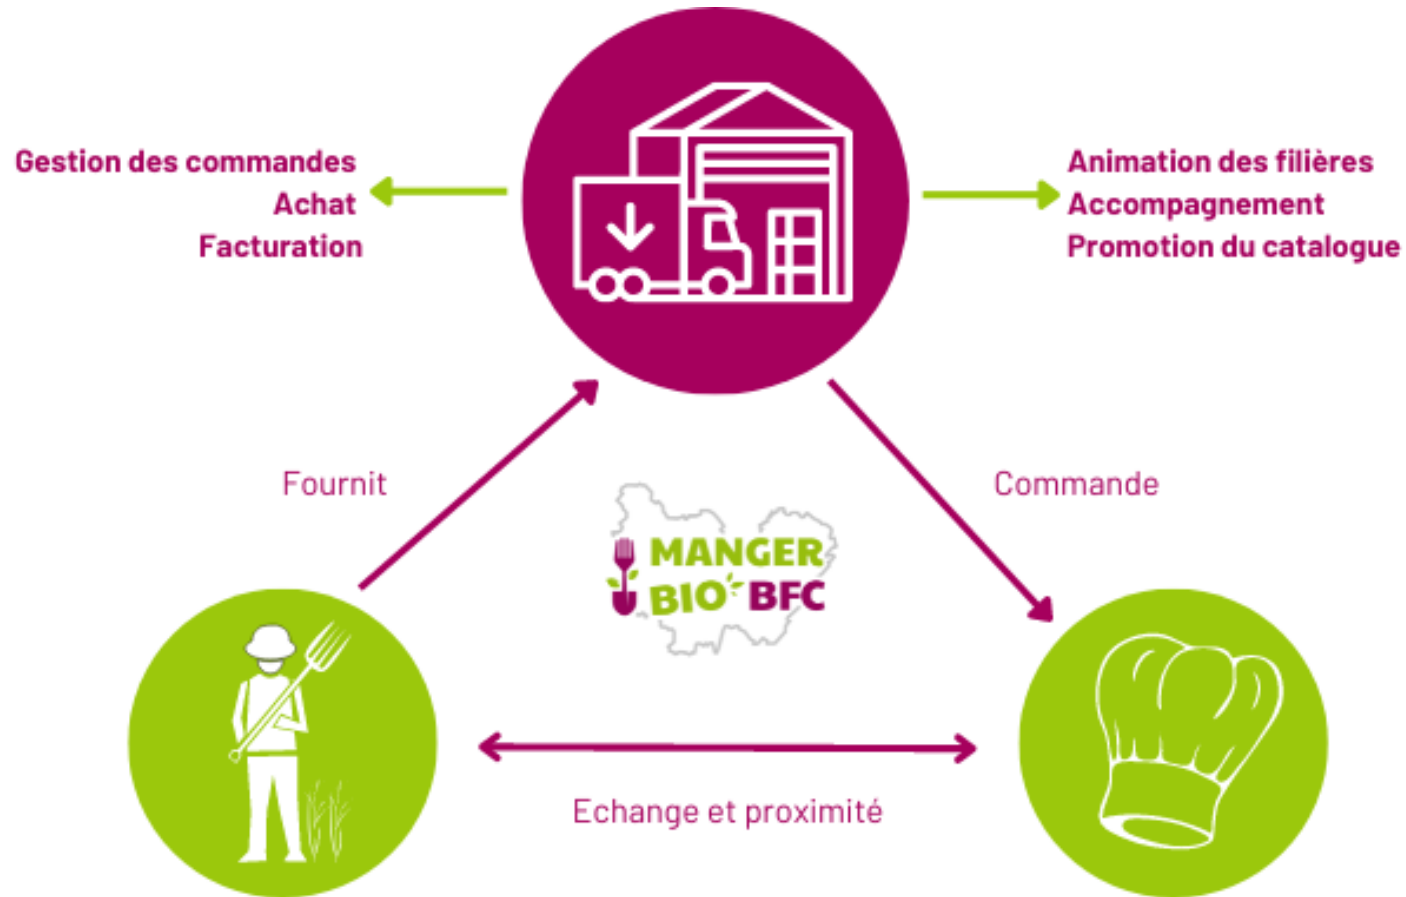 Gestion des commandes
Achat
Facturation
Animation des filières
Accompagnement
Promotion du catalogue
Fournit
Commande
MANGER
BIO BFC
Echange et proximité